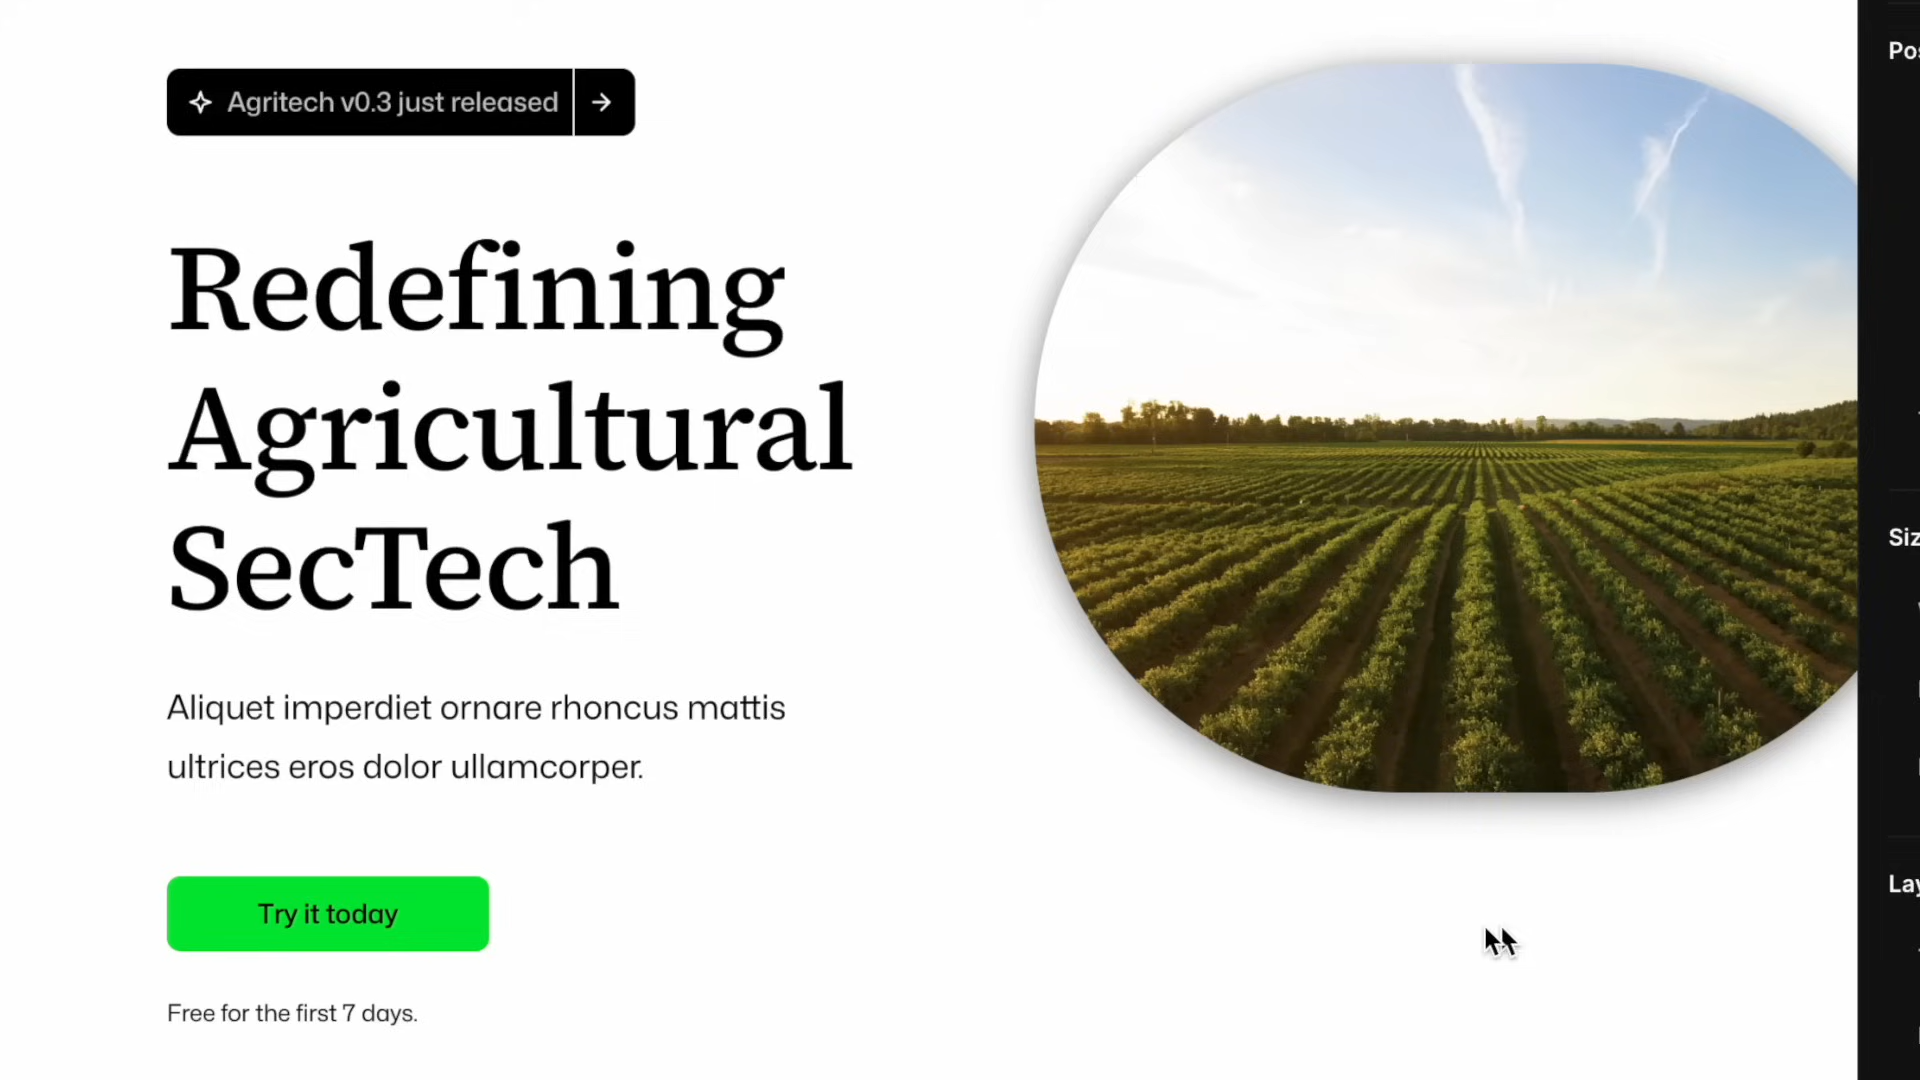 Agritech v0.3 just released
Redefining
Agricultural
SecTech
Aliquet imperdiet ornare rhoncus mattis
ultrices eros dolor ullamcorper.
Try it today
Free for the first 7 days.